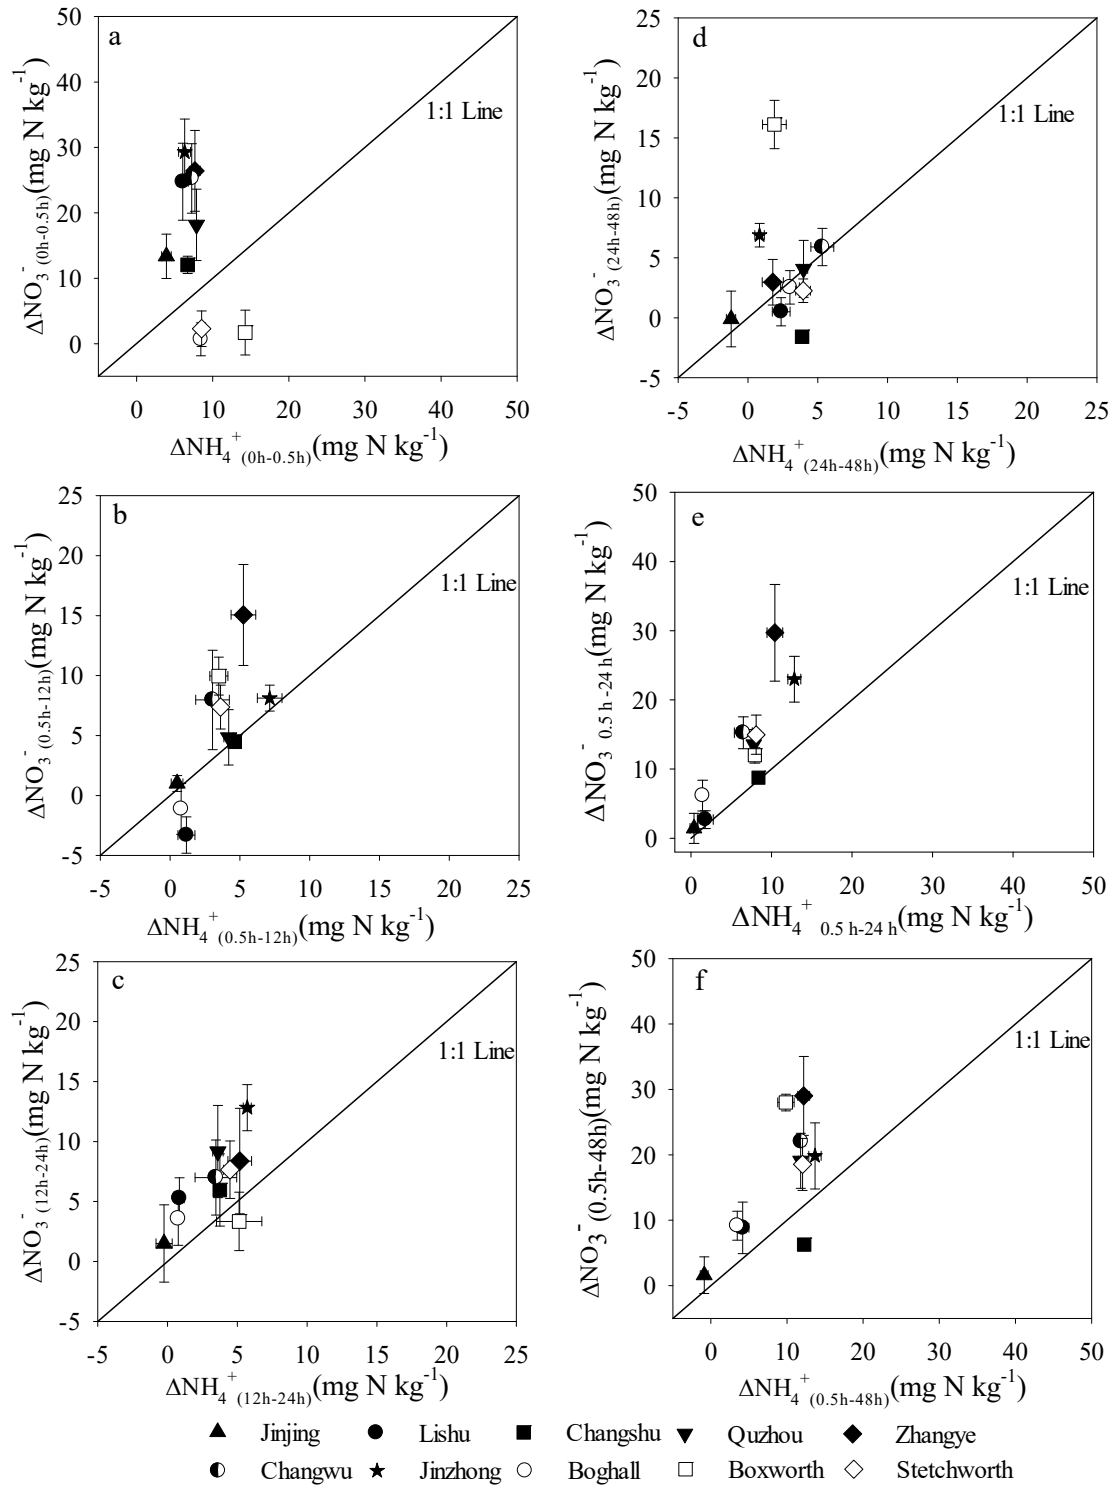 a
50
40
30
20
10
0
1:1 Line
ΔNO₃⁻ (0h-0.5h)(mg N kg⁻¹)
0 10 20 30 40 50
ΔNH₄⁺ (0h-0.5h)(mg N kg⁻¹)
d
25
20
15
10
5
0
-5
1:1 Line
ΔNO₃⁻ (24h-48h)(mg N kg⁻¹)
-5 0 5 10 15 20 25
ΔNH₄⁺ (24h-48h)(mg N kg⁻¹)
b
25
20
15
10
5
0
-5
1:1 Line
ΔNO₃⁻ (0.5h-12h)(mg N kg⁻¹)
-5 0 5 10 15 20 25
ΔNH₄⁺ (0.5h-12h)(mg N kg⁻¹)
e
50
40
30
20
10
0
1:1 Line
ΔNO₃⁻ 0.5 h -24 h(mg N kg⁻¹)
0 10 20 30 40 50
ΔNH₄⁺ 0.5 h-24 h(mg N kg⁻¹)
c
25
20
15
10
5
0
-5
1:1 Line
ΔNO₃⁻ (12h-24h)(mg N kg⁻¹)
-5 0 5 10 15 20 25
ΔNH₄⁺ (12h-24h)(mg N kg⁻¹)
f
50
40
30
20
10
0
1:1 Line
ΔNO₃⁻ (0.5h-48h)(mg N kg⁻¹)
0 10 20 30 40 50
ΔNH₄⁺ (0.5h-48h)(mg N kg⁻¹)
Jinjing Lishu Changshu Quzhou Zhangye
Changwu Jinzhong Boghall Boxworth Stetchworth